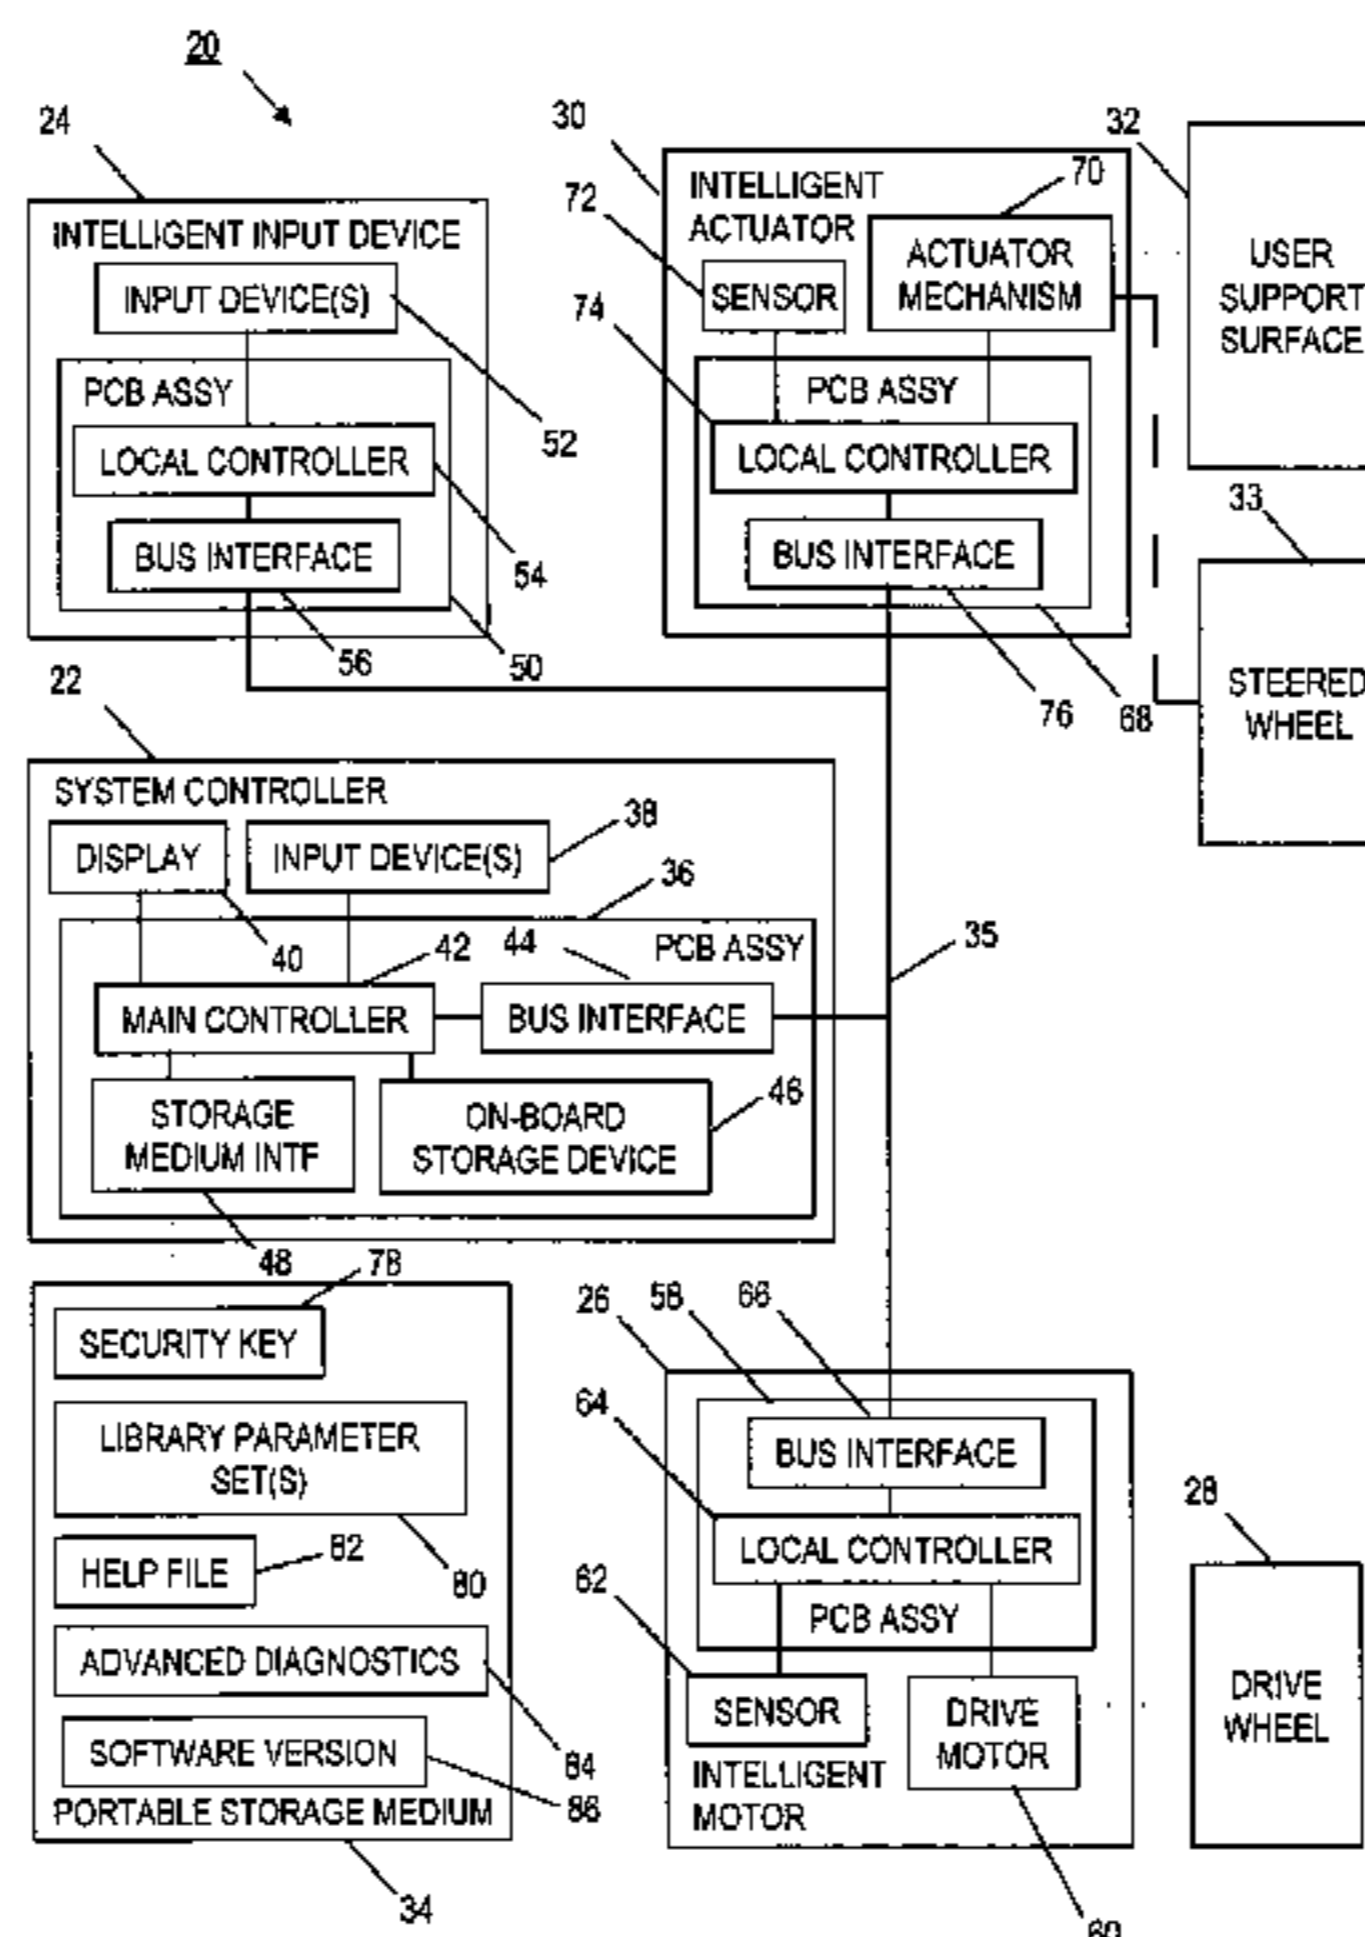 20
24
INTELLIGENT INPUT DEVICE
INPUT DEVICE(S)
52
PCB ASSY
LOCAL CONTROLLER
54
BUS INTERFACE
56
50
30
INTELLIGENT
ACTUATOR
72
70
SENSOR
ACTUATOR
MECHANISM
74
PCB ASSY
LOCAL CONTROLLER
BUS INTERFACE
76
68
32
USER
SUPPORT
SURFACE
33
STEERED
WHEEL
22
SYSTEM CONTROLLER
DISPLAY
40
INPUT DEVICE(S)
38
36
PCB ASSY
42
44
MAIN CONTROLLER
BUS INTERFACE
35
STORAGE
MEDIUM INTF
48
ON-BOARD
STORAGE DEVICE
46
78
SECURITY KEY
LIBRARY PARAMETER
SET(S)
80
HELP FILE
82
ADVANCED DIAGNOSTICS
84
SOFTWARE VERSION
86
PORTABLE STORAGE MEDIUM
34
26
58
66
BUS INTERFACE
64
LOCAL CONTROLLER
PCB ASSY
62
SENSOR
DRIVE
MOTOR
INTELLIGENT
MOTOR
60
28
DRIVE
WHEEL